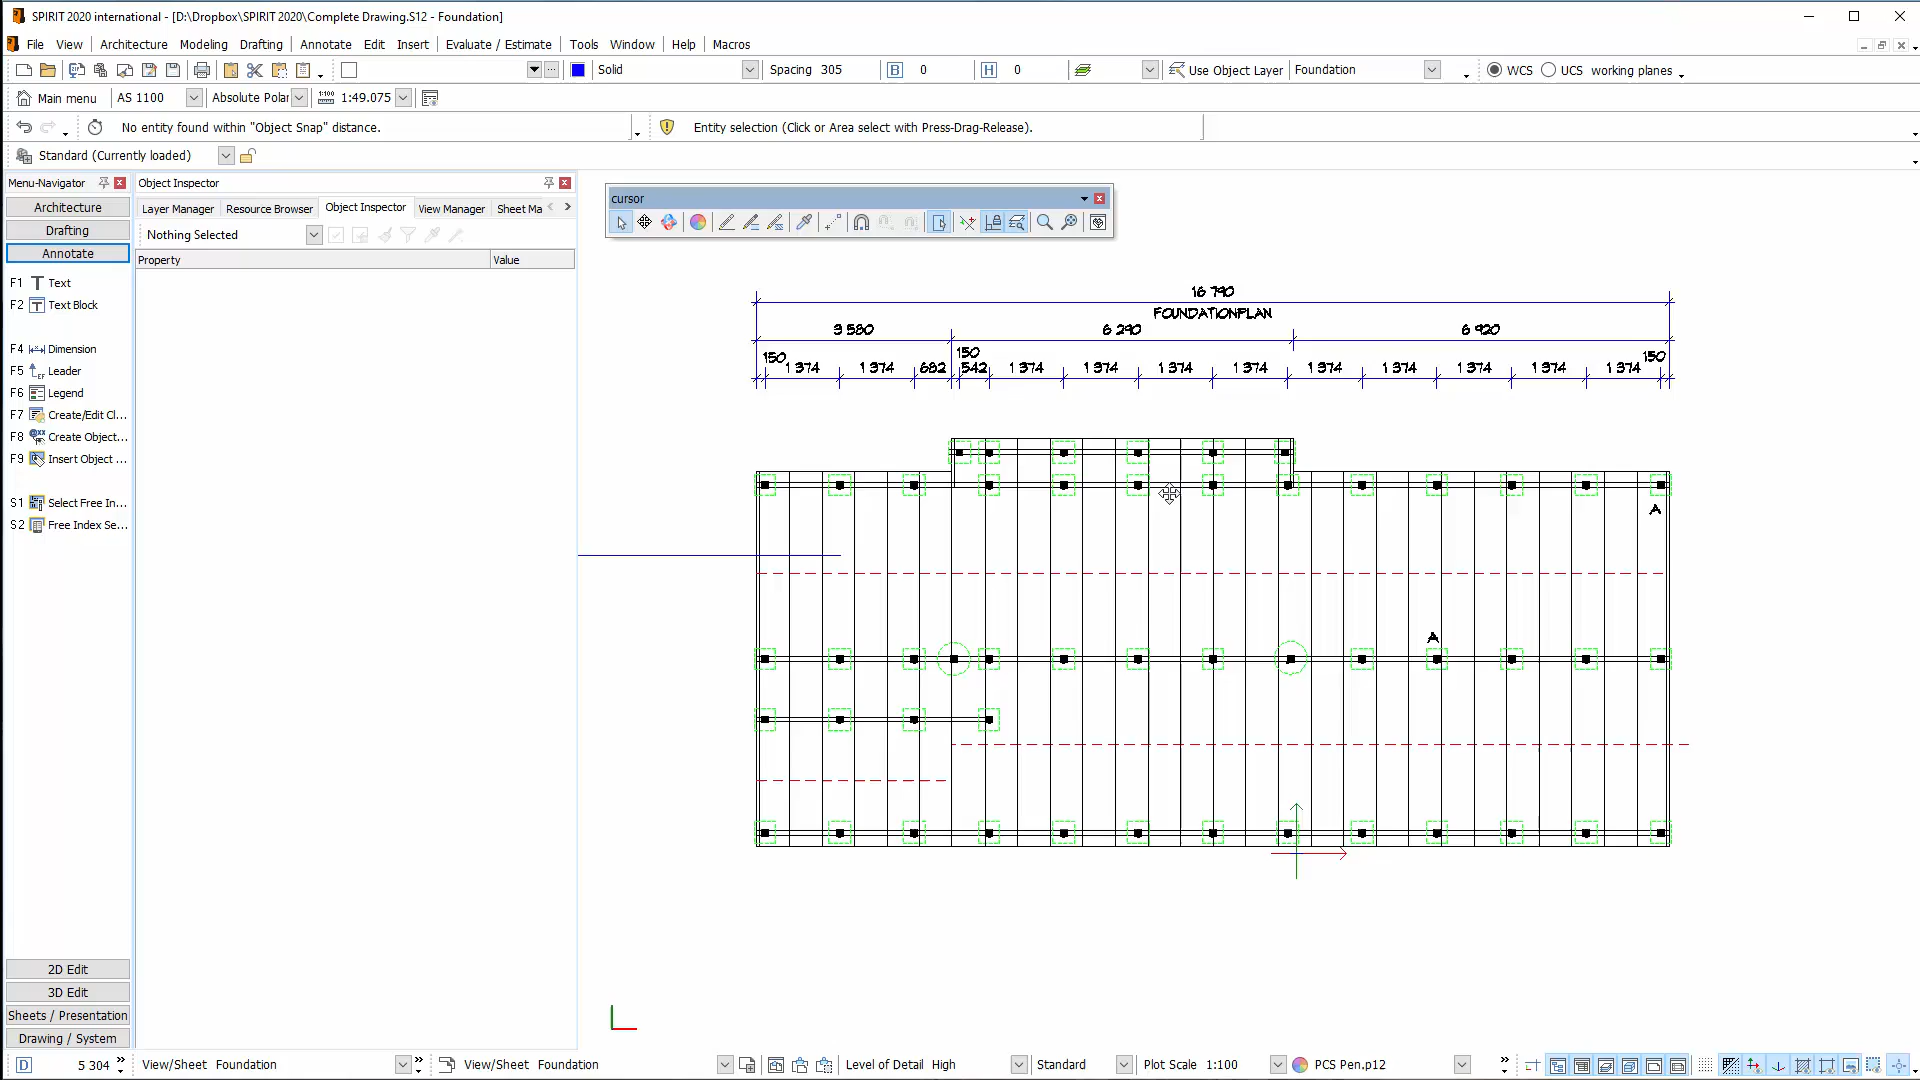 SPIRIT 2020 international - [D:\Dropbox\SPIRIT 2020\Complete Drawing.S12 - Foundation]
File View Architecture Modeling Drafting Annotate Edit Insert Evaluate / Estimate Tools Window Help Macros
Solid Spacing 305 B 0 H 0 Use Object Layer Foundation WCS UCS working planes
Main menu AS 1100 Absolute Polar 1:100 1:49.075
No entity found within "Object Snap" distance. Entity selection (Click or Area select with Press-Drag-Release).
Standard (Currently loaded)
Menu-Navigator Object Inspector
Architecture Layer Manager Resource Browser Object Inspector View Manager Sheet Ma
Drafting Nothing Selected
Annotate Property Value
cursor
F1 Text
F2 Text Block
F4 Dimension
F5 Leader
F6 Legend
F7 Create/Edit Cl...
F8 Create Object...
F9 Insert Object ...
S1 Select Free In...
S2 Free Index Se...
16 790
FOUNDATIONPLAN
3 580 6 290 6 920
150 150 150
1 374 1 374 682 542 1 374 1 374 1 374 1 374 1 374 1 374 1 374 1 374 1 374
A
A
2D Edit
3D Edit
Sheets / Presentation
Drawing / System
D 5 304 View/Sheet Foundation View/Sheet Foundation Level of Detail High Standard Plot Scale 1:100 PCS Pen.p12